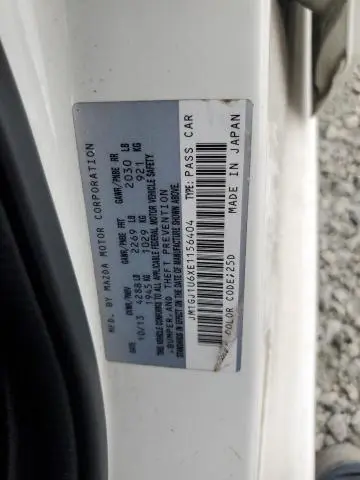 MFD. BY MAZDA MOTOR CORPORATION
DATE GVWR/PNBV GAWR/PNBE FRT GAWR/PNBE RR
10/13 4288 LB 2269 LB 2030 LB
1945 KG 1029 KG 921 KG
THIS VEHICLE CONFORMS TO ALL APPLICABLE FEDERAL MOTOR VEHICLE SAFETY
STANDARDS IN EFFECT ON THE DATE OF MANUFACTURE SHOWN ABOVE.
,BUMPER,AND THEFT PREVENTION
JM1GJ1U6XE1156404 TYPE: PASS CAR
MADE IN JAPAN
COLOR CODE;25D